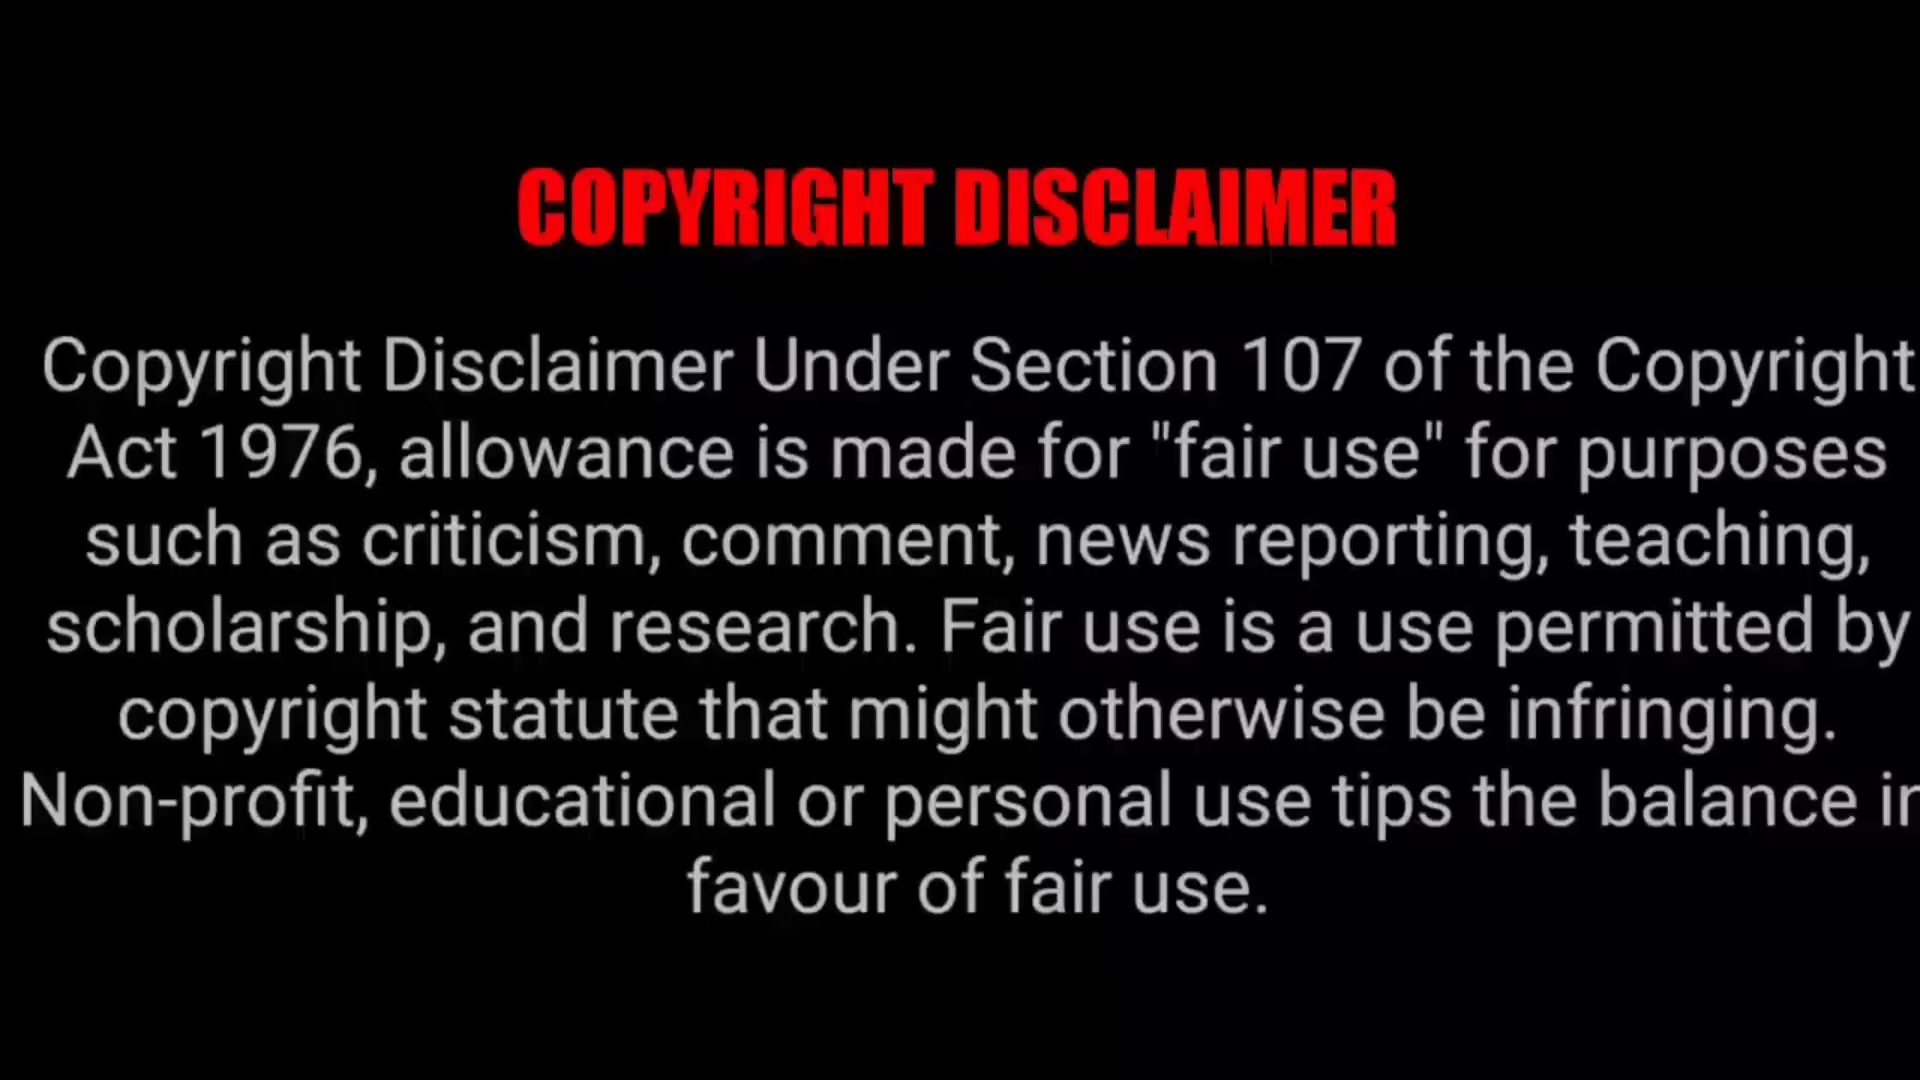 COPYRIGHT DISCLAIMER
Copyright Disclaimer Under Section 107 of the Copyright
Act 1976, allowance is made for "fair use" for purposes
such as criticism, comment, news reporting, teaching,
scholarship, and research. Fair use is a use permitted by
copyright statute that might otherwise be infringing.
Non-profit, educational or personal use tips the balance in
favour of fair use.